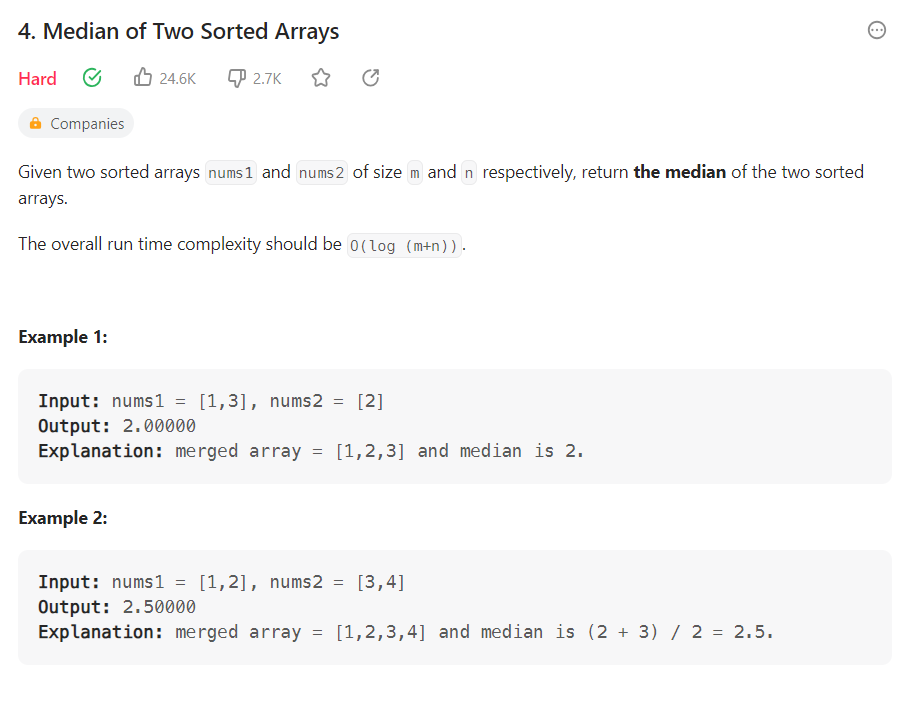 4. Median of Two Sorted Arrays
Hard 24.6K 2.7K
Companies
Given two sorted arrays nums1 and nums2 of size m and n respectively, return the median of the two sorted
arrays.
The overall run time complexity should be O(log (m+n)).
Example 1:
Input: nums1 = [1,3], nums2 = [2]
Output: 2.00000
Explanation: merged array = [1,2,3] and median is 2.
Example 2:
Input: nums1 = [1,2], nums2 = [3,4]
Output: 2.50000
Explanation: merged array = [1,2,3,4] and median is (2 + 3) / 2 = 2.5.